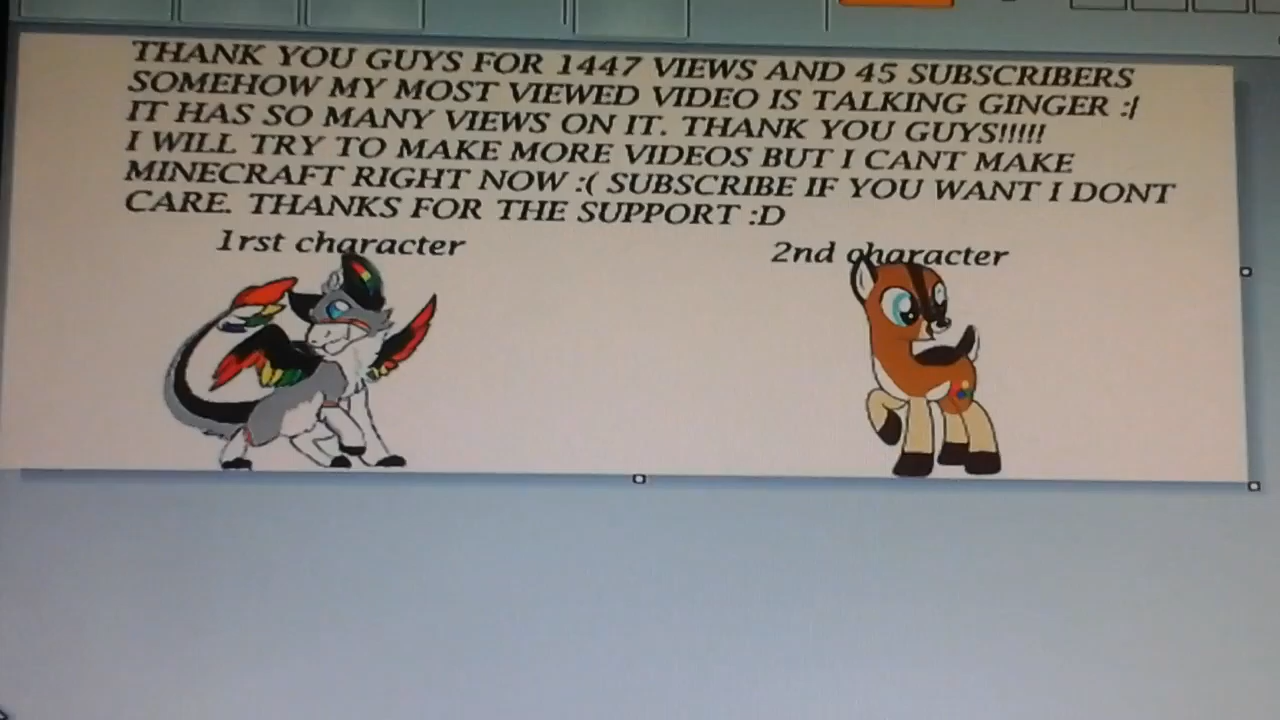 THANK YOU GUYS FOR 1447 VIEWS AND 45 SUBSCRIBERS
SOMEHOW MY MOST VIEWED VIDEO IS TALKING GINGER :/
IT HAS SO MANY VIEWS ON IT. THANK YOU GUYS!!!!!
I WILL TRY TO MAKE MORE VIDEOS BUT I CANT MAKE
MINECRAFT RIGHT NOW :( SUBSCRIBE IF YOU WANT I DONT
CARE. THANKS FOR THE SUPPORT :D
1rst character
2nd character